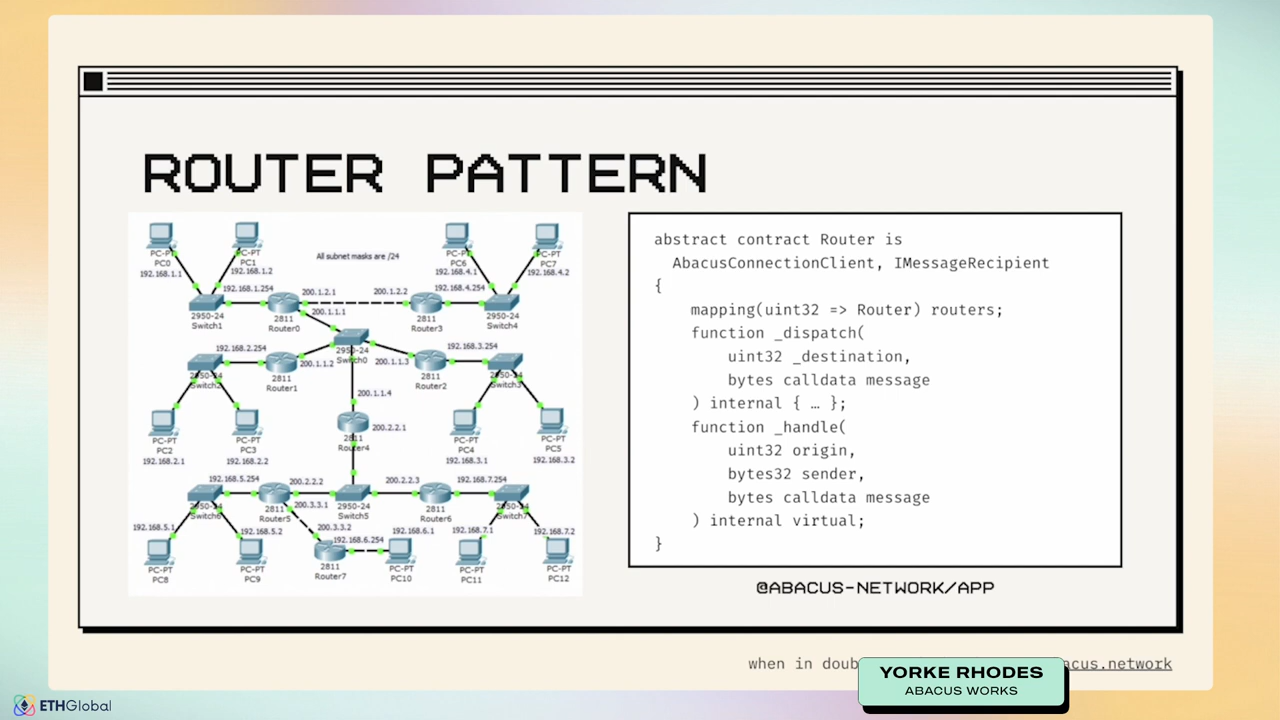 ROUTER PATTERN
PC-PT
PC0
192.168.1.1
PC-PT
PC1
192.168.1.2
All subnet masks are /24
PC-PT
PC6
192.168.4.1
PC-PT
PC7
192.168.4.2
192.168.1.254
200.1.2.1
200.1.2.2
192.168.4.254
2950-24
Switch1
2811
Router0
200.1.1.1
2811
Router3
2950-24
Switch4
192.168.2.254
2950-24
Switch0
192.168.3.254
2950-24
Switch2
2811
Router1
200.1.1.2
200.1.1.3
2811
Router2
2950-24
Switch3
200.1.1.4
PC-PT
PC2
192.168.2.1
PC-PT
PC3
192.168.2.2
2811
Router4
200.2.2.1
PC-PT
PC4
192.168.3.1
PC-PT
PC5
192.168.3.2
192.168.5.254
200.2.2.2
200.2.2.3
192.168.7.254
2950-24
Switch6
2811
Router5
200.3.3.1
2950-24
Switch5
2811
Router6
2950-24
Switch7
192.168.5.1
192.168.5.2
200.3.3.2
192.168.6.254
192.168.6.1
192.168.7.1
192.168.7.2
PC-PT
PC8
PC-PT
PC9
2811
Router7
PC-PT
PC10
PC-PT
PC11
PC-PT
PC12
abstract contract Router is
AbacusConnectionClient, IMessageRecipient
{
mapping(uint32 => Router) routers;
function _dispatch(
uint32 _destination,
bytes calldata message
) internal { … };
function _handle(
uint32 origin,
bytes32 sender,
bytes calldata message
) internal virtual;
}
@ABACUS-NETWORK/APP
when in doub
acus.network
YORKE RHODES
ABACUS WORKS
ETHGlobal